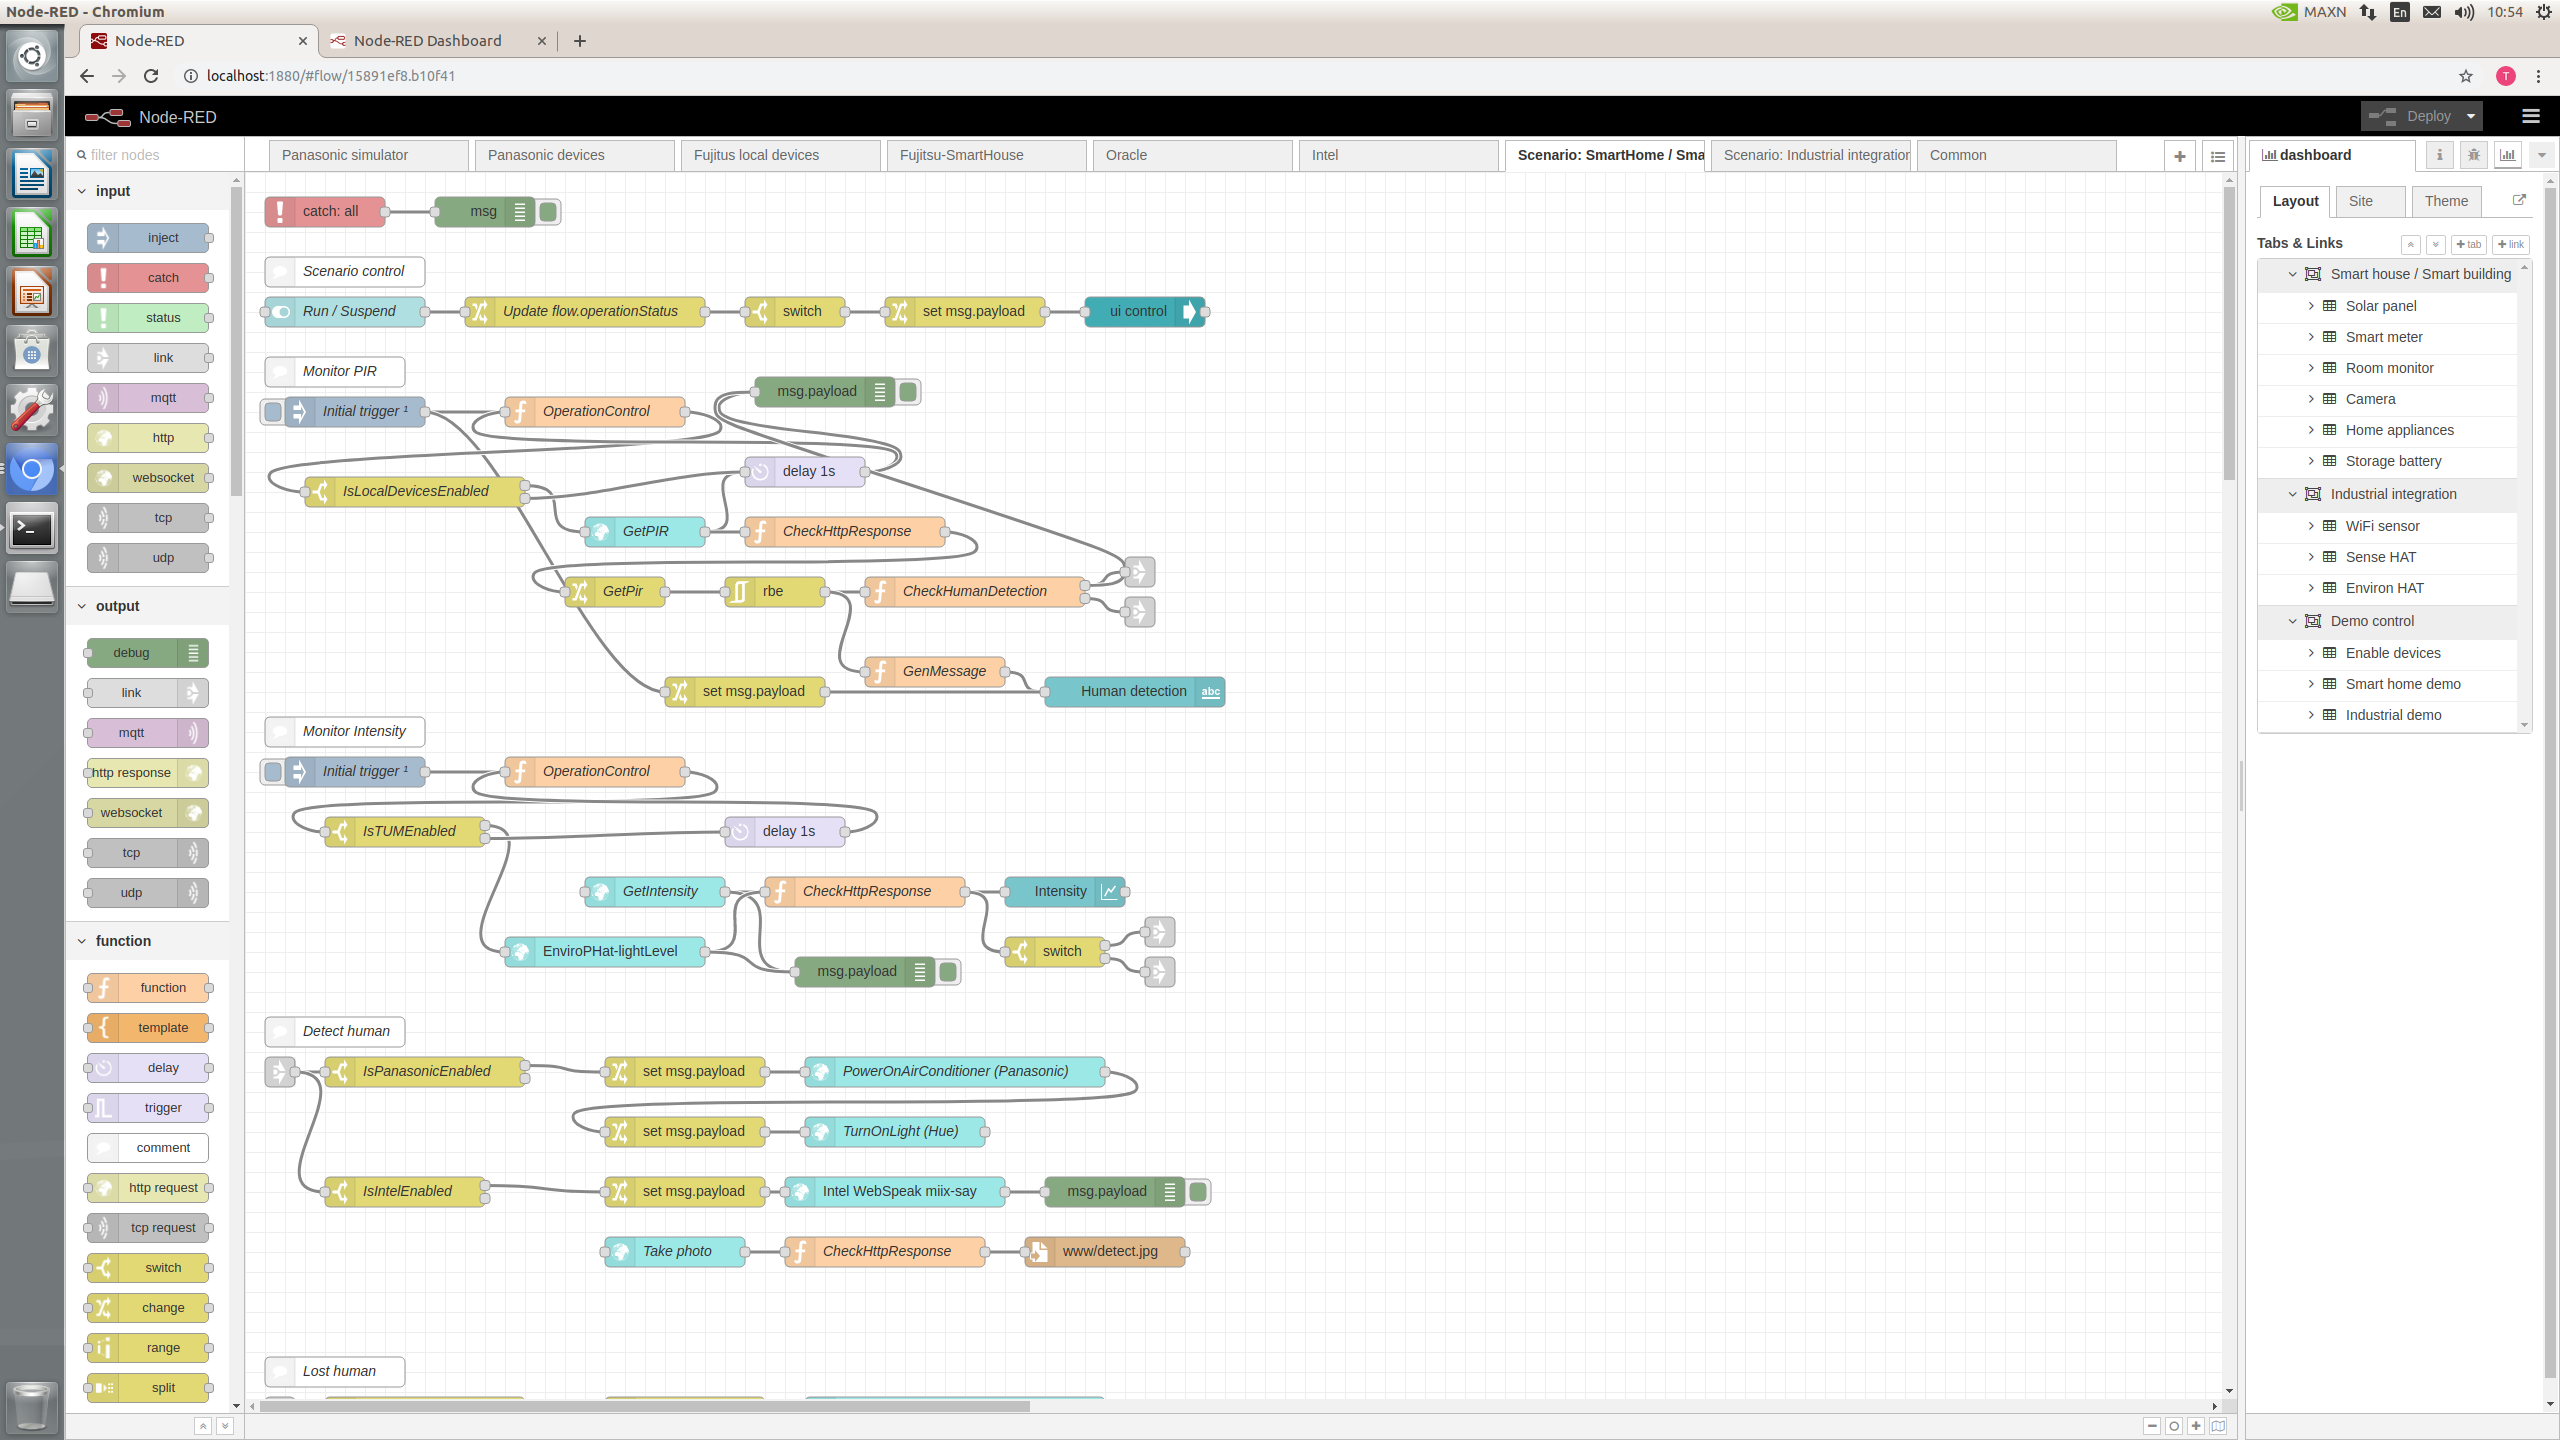 Node-RED - Chromium
MAXN En 10:54
Node-RED
Node-RED Dashboard
localhost:1880/#flow/15891ef8.b10f41
T
Node-RED
Deploy
filter nodes
Panasonic simulator
Panasonic devices
Fujitus local devices
Fujitsu-SmartHouse
Oracle
Intel
Scenario: SmartHome / Sma
Scenario: Industrial integration
Common
input
inject
catch
status
link
mqtt
http
websocket
tcp
udp
output
debug
link
mqtt
http response
websocket
tcp
udp
function
function
template
delay
trigger
comment
http request
tcp request
switch
change
range
split
catch: all
msg
Scenario control
Run / Suspend
Update flow.operationStatus
switch
set msg.payload
ui control
Monitor PIR
msg.payload
Initial trigger ¹
OperationControl
delay 1s
IsLocalDevicesEnabled
GetPIR
CheckHttpResponse
GetPir
rbe
CheckHumanDetection
GenMessage
set msg.payload
Human detection
abc
Monitor Intensity
Initial trigger ¹
OperationControl
IsTUMEnabled
delay 1s
GetIntensity
CheckHttpResponse
Intensity
EnviroPHat-lightLevel
switch
msg.payload
Detect human
IsPanasonicEnabled
set msg.payload
PowerOnAirConditioner (Panasonic)
set msg.payload
TurnOnLight (Hue)
IsIntelEnabled
set msg.payload
Intel WebSpeak miix-say
msg.payload
Take photo
CheckHttpResponse
www/detect.jpg
Lost human
dashboard
Layout
Site
Theme
Tabs & Links
tab
link
Smart house / Smart building
Solar panel
Smart meter
Room monitor
Camera
Home appliances
Storage battery
Industrial integration
WiFi sensor
Sense HAT
Environ HAT
Demo control
Enable devices
Smart home demo
Industrial demo